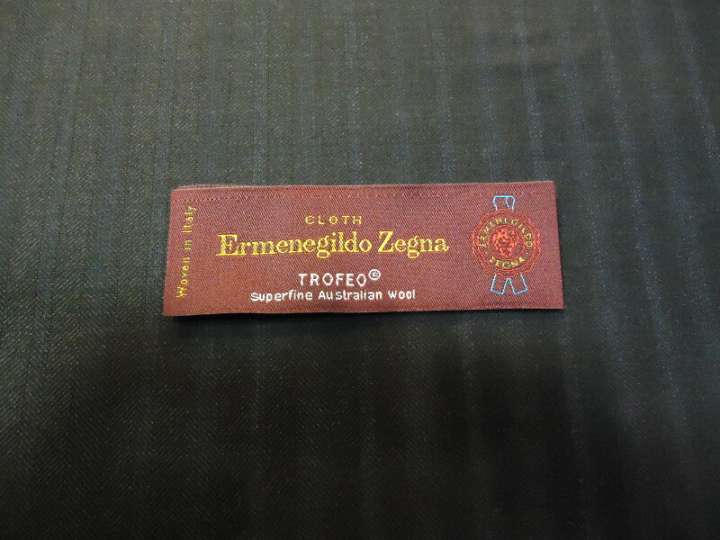 Woven in Italy
CLOTH
Ermenegildo Zegna
TROFEO©
Superfine Australian Wool
ERMENEGILDO
ZEGNA